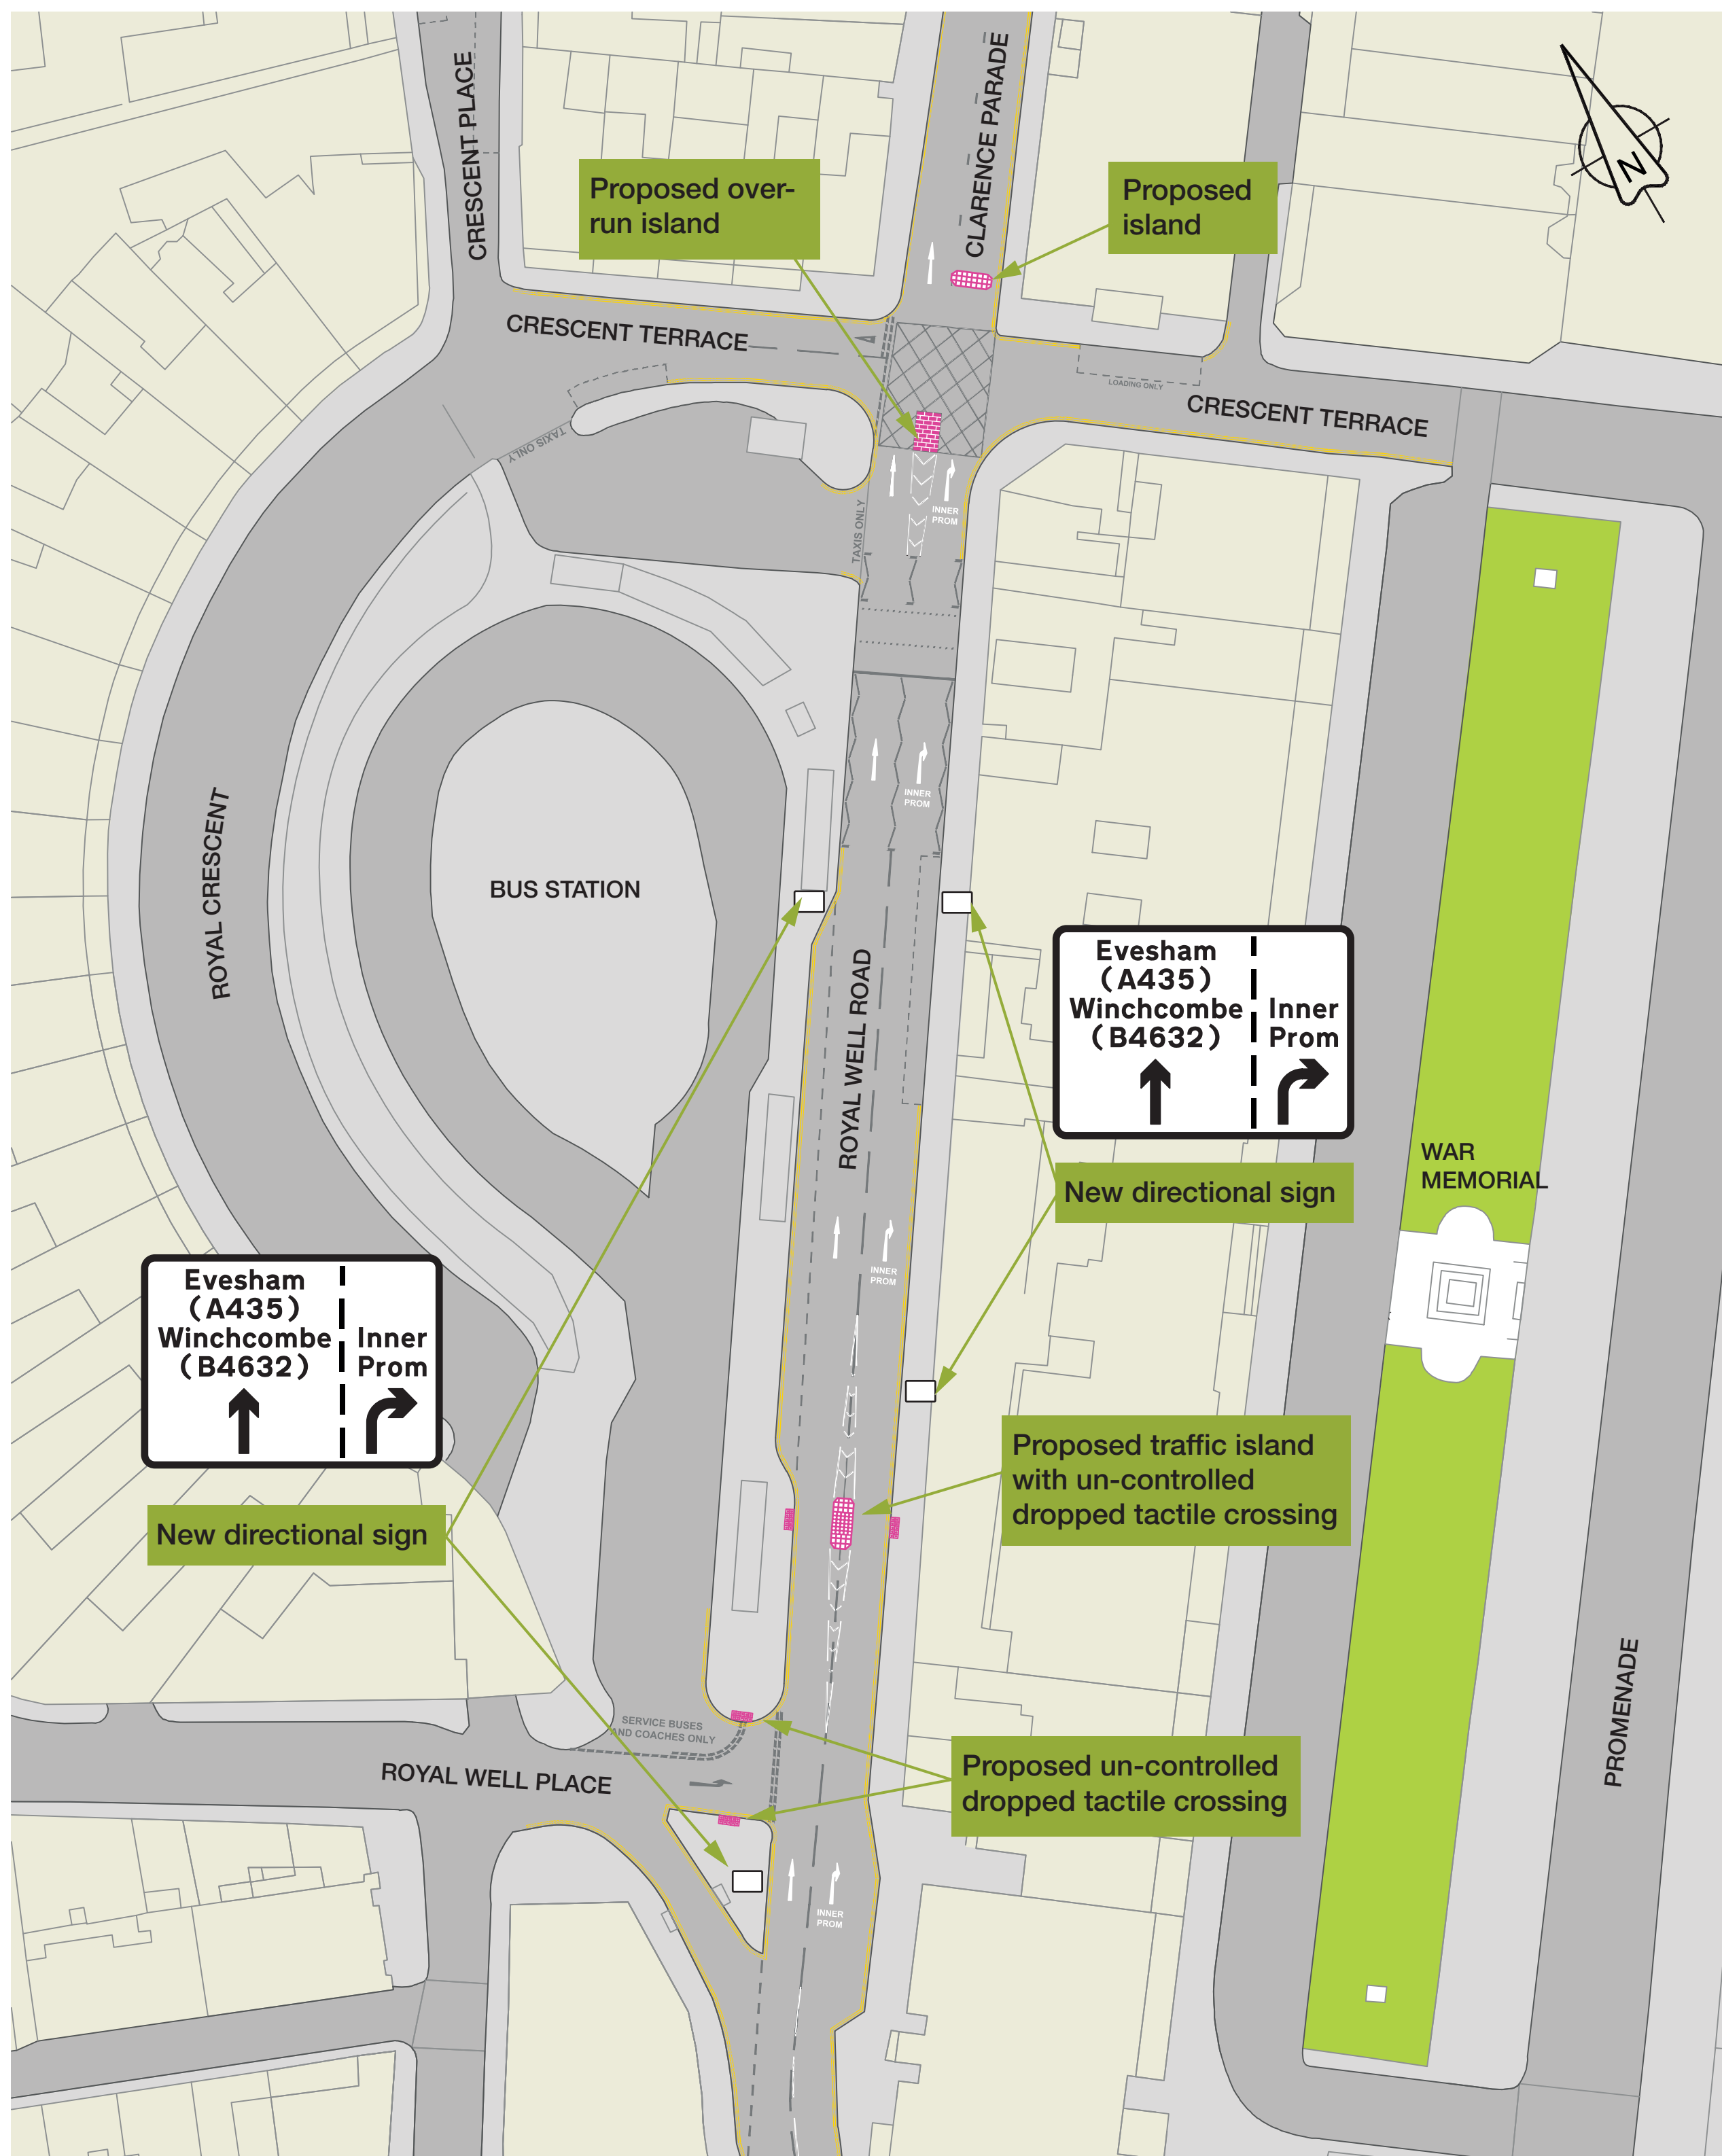 CRESCENT PLACE
CLARENCE PARADE
Proposed over-
run island
Proposed
island
N
CRESCENT TERRACE
LOADING ONLY
CRESCENT TERRACE
TAXIS ONLY
TAXIS ONLY
INNER
PROM
INNER
PROM
ROYAL CRESCENT
BUS STATION
ROYAL WELL ROAD
Evesham
(A435)
Winchcombe
(B4632)
Inner
Prom
WAR
MEMORIAL
New directional sign
INNER
PROM
Evesham
(A435)
Winchcombe
(B4632)
Inner
Prom
Proposed traffic island
with un-controlled
dropped tactile crossing
New directional sign
PROMENADE
SERVICE BUSES
AND COACHES ONLY
ROYAL WELL PLACE
Proposed un-controlled
dropped tactile crossing
INNER
PROM